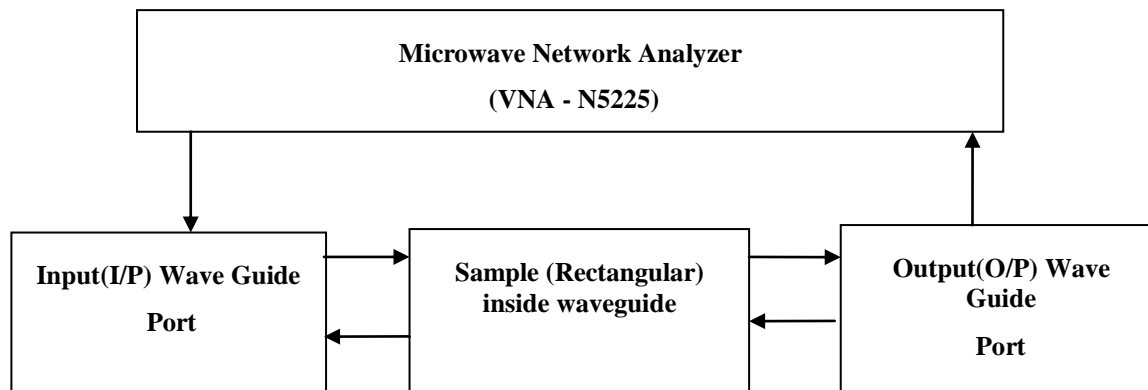 Microwave Network Analyzer
(VNA - N5225)
Input(I/P) Wave Guide
Port
Sample (Rectangular)
inside waveguide
Output(O/P) Wave
Guide
Port